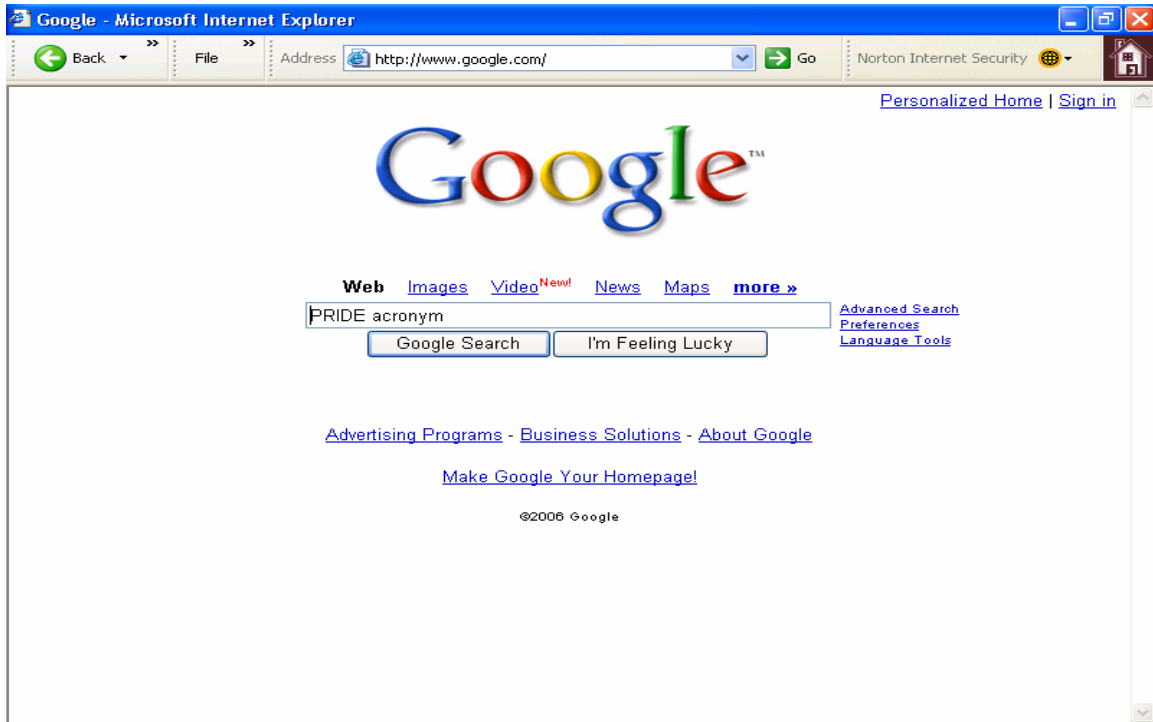 Google - Microsoft Internet Explorer
Back » File » Address http://www.google.com/ Go Norton Internet Security
Personalized Home | Sign in
Google™
Web Images Video New! News Maps more »
PRIDE acronym
Advanced Search
Preferences
Language Tools
Google Search I'm Feeling Lucky
Advertising Programs - Business Solutions - About Google
Make Google Your Homepage!
©2006 Google